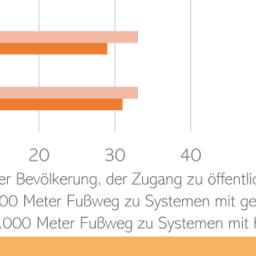 20 30 40
er Bevölkerung, der Zugang zu öffentlic
00 Meter Fußweg zu Systemen mit ge
.000 Meter Fußweg zu Systemen mit h